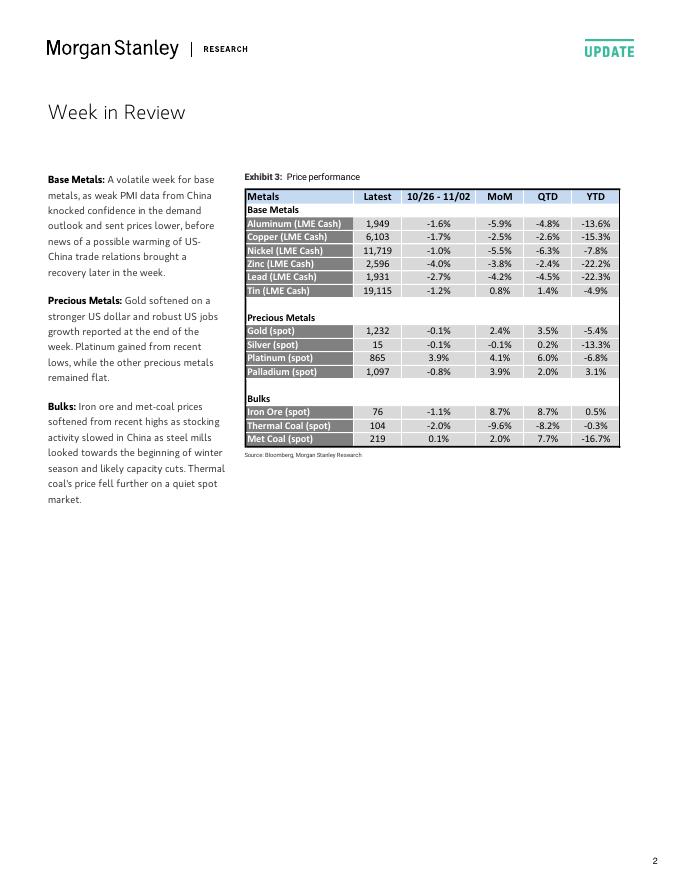 Morgan Stanley | RESEARCH
UPDATE
Week in Review
Base Metals: A volatile week for base
metals, as weak PMI data from China
knocked confidence in the demand
outlook and sent prices lower, before
news of a possible warming of US-
China trade relations brought a
recovery later in the week.
Precious Metals: Gold softened on a
stronger US dollar and robust US jobs
growth reported at the end of the
week. Platinum gained from recent
lows, while the other precious metals
remained flat.
Bulks: Iron ore and met-coal prices
softened from recent highs as stocking
activity slowed in China as steel mills
looked towards the beginning of winter
season and likely capacity cuts. Thermal
coal's price fell further on a quiet spot
market.
Exhibit 3: Price performance
Metals Latest 10/26 - 11/02 MoM QTD YTD
Base Metals
Aluminum (LME Cash) 1,949 -1.6% -5.9% -4.8% -13.6%
Copper (LME Cash) 6,103 -1.7% -2.5% -2.6% -15.3%
Nickel (LME Cash) 11,719 -1.0% -5.5% -6.3% -7.8%
Zinc (LME Cash) 2,596 -4.0% -3.8% -2.4% -22.2%
Lead (LME Cash) 1,931 -2.7% -4.2% -4.5% -22.3%
Tin (LME Cash) 19,115 -1.2% 0.8% 1.4% -4.9%
Precious Metals
Gold (spot) 1,232 -0.1% 2.4% 3.5% -5.4%
Silver (spot) 15 -0.1% -0.1% 0.2% -13.3%
Platinum (spot) 865 3.9% 4.1% 6.0% -6.8%
Palladium (spot) 1,097 -0.8% 3.9% 2.0% 3.1%
Bulks
Iron Ore (spot) 76 -1.1% 8.7% 8.7% 0.5%
Thermal Coal (spot) 104 -2.0% -9.6% -8.2% -0.3%
Met Coal (spot) 219 0.1% 2.0% 7.7% -16.7%
Source: Bloomberg, Morgan Stanley Research
2